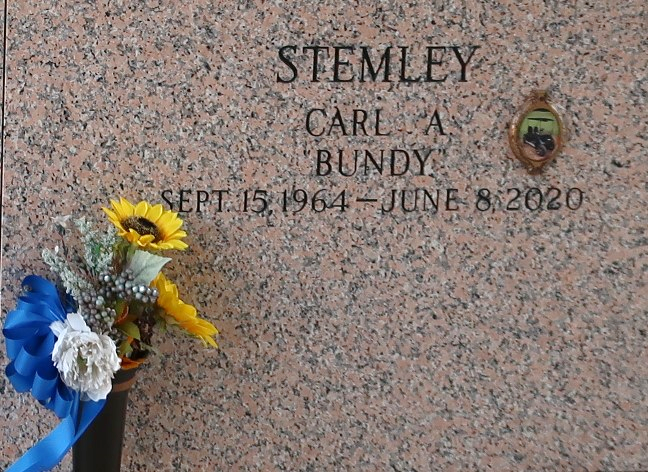 STEMLEY
CARL A
BUNDY
SEPT. 15, 1964 — JUNE 8, 2020